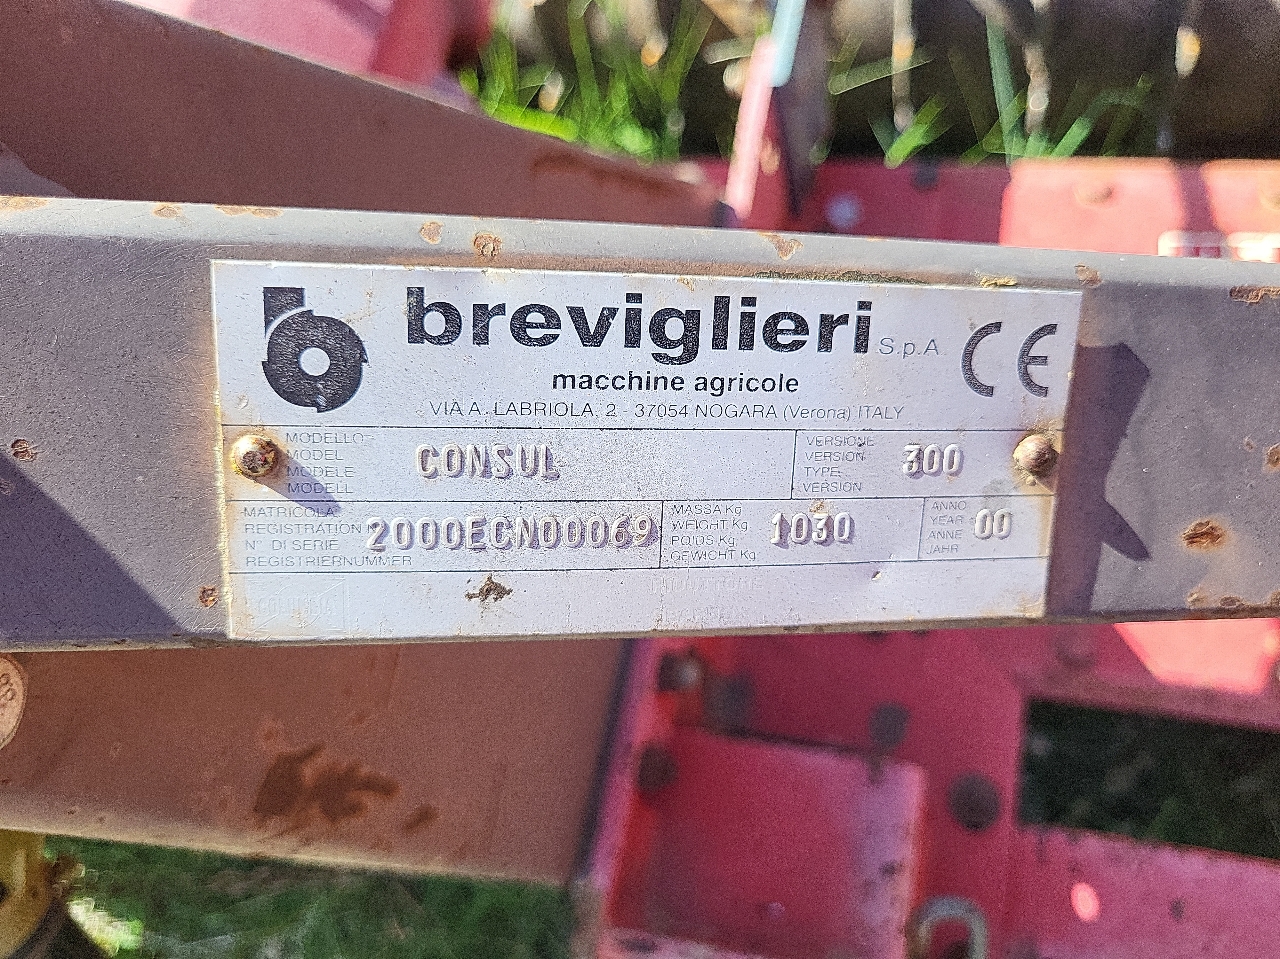 breviglieri S.p.A.
CE
macchine agricole
VIA A. LABRIOLA, 2 - 37054 NOGARA (Verona) ITALY
MODELLO
MODEL
MODELE
MODELL
CONSUL
VERSIONE
VERSION
TYPE
VERSION
300
MATRICOLA
REGISTRATION
N° DI SERIE
REGISTRIERNUMMER
2000ECN00069
MASSA Kg
WEIGHT Kg.
POIDS Kg.
GEWICHT Kg.
1030
ANNO
YEAR
ANNE
JAHR
00